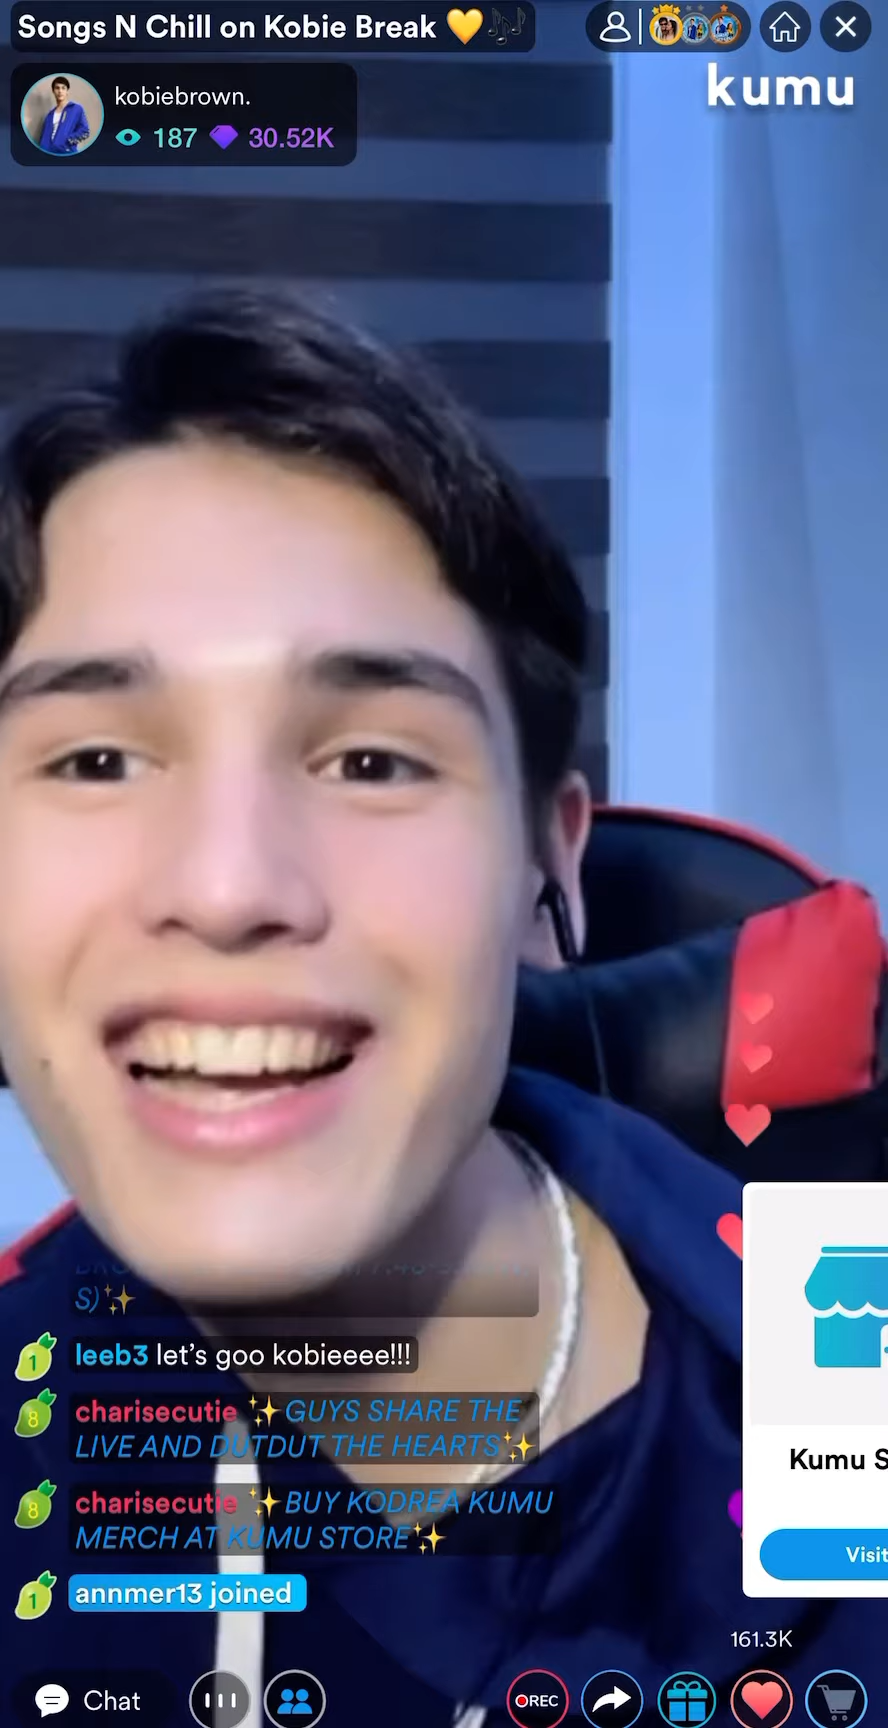 Songs N Chill on Kobie Break 💛🎶
kobiebrown.
187 30.52K
kumu
S)✨
1 leeb3 let’s goo kobieeee!!!
8 charisecutie ✨GUYS SHARE THE
LIVE AND DUTDUT THE HEARTS✨
8 charisecutie ✨BUY KODREA KUMU
MERCH AT KUMU STORE✨
1 annmer13 joined
Kumu S
Visit
161.3K
Chat
REC